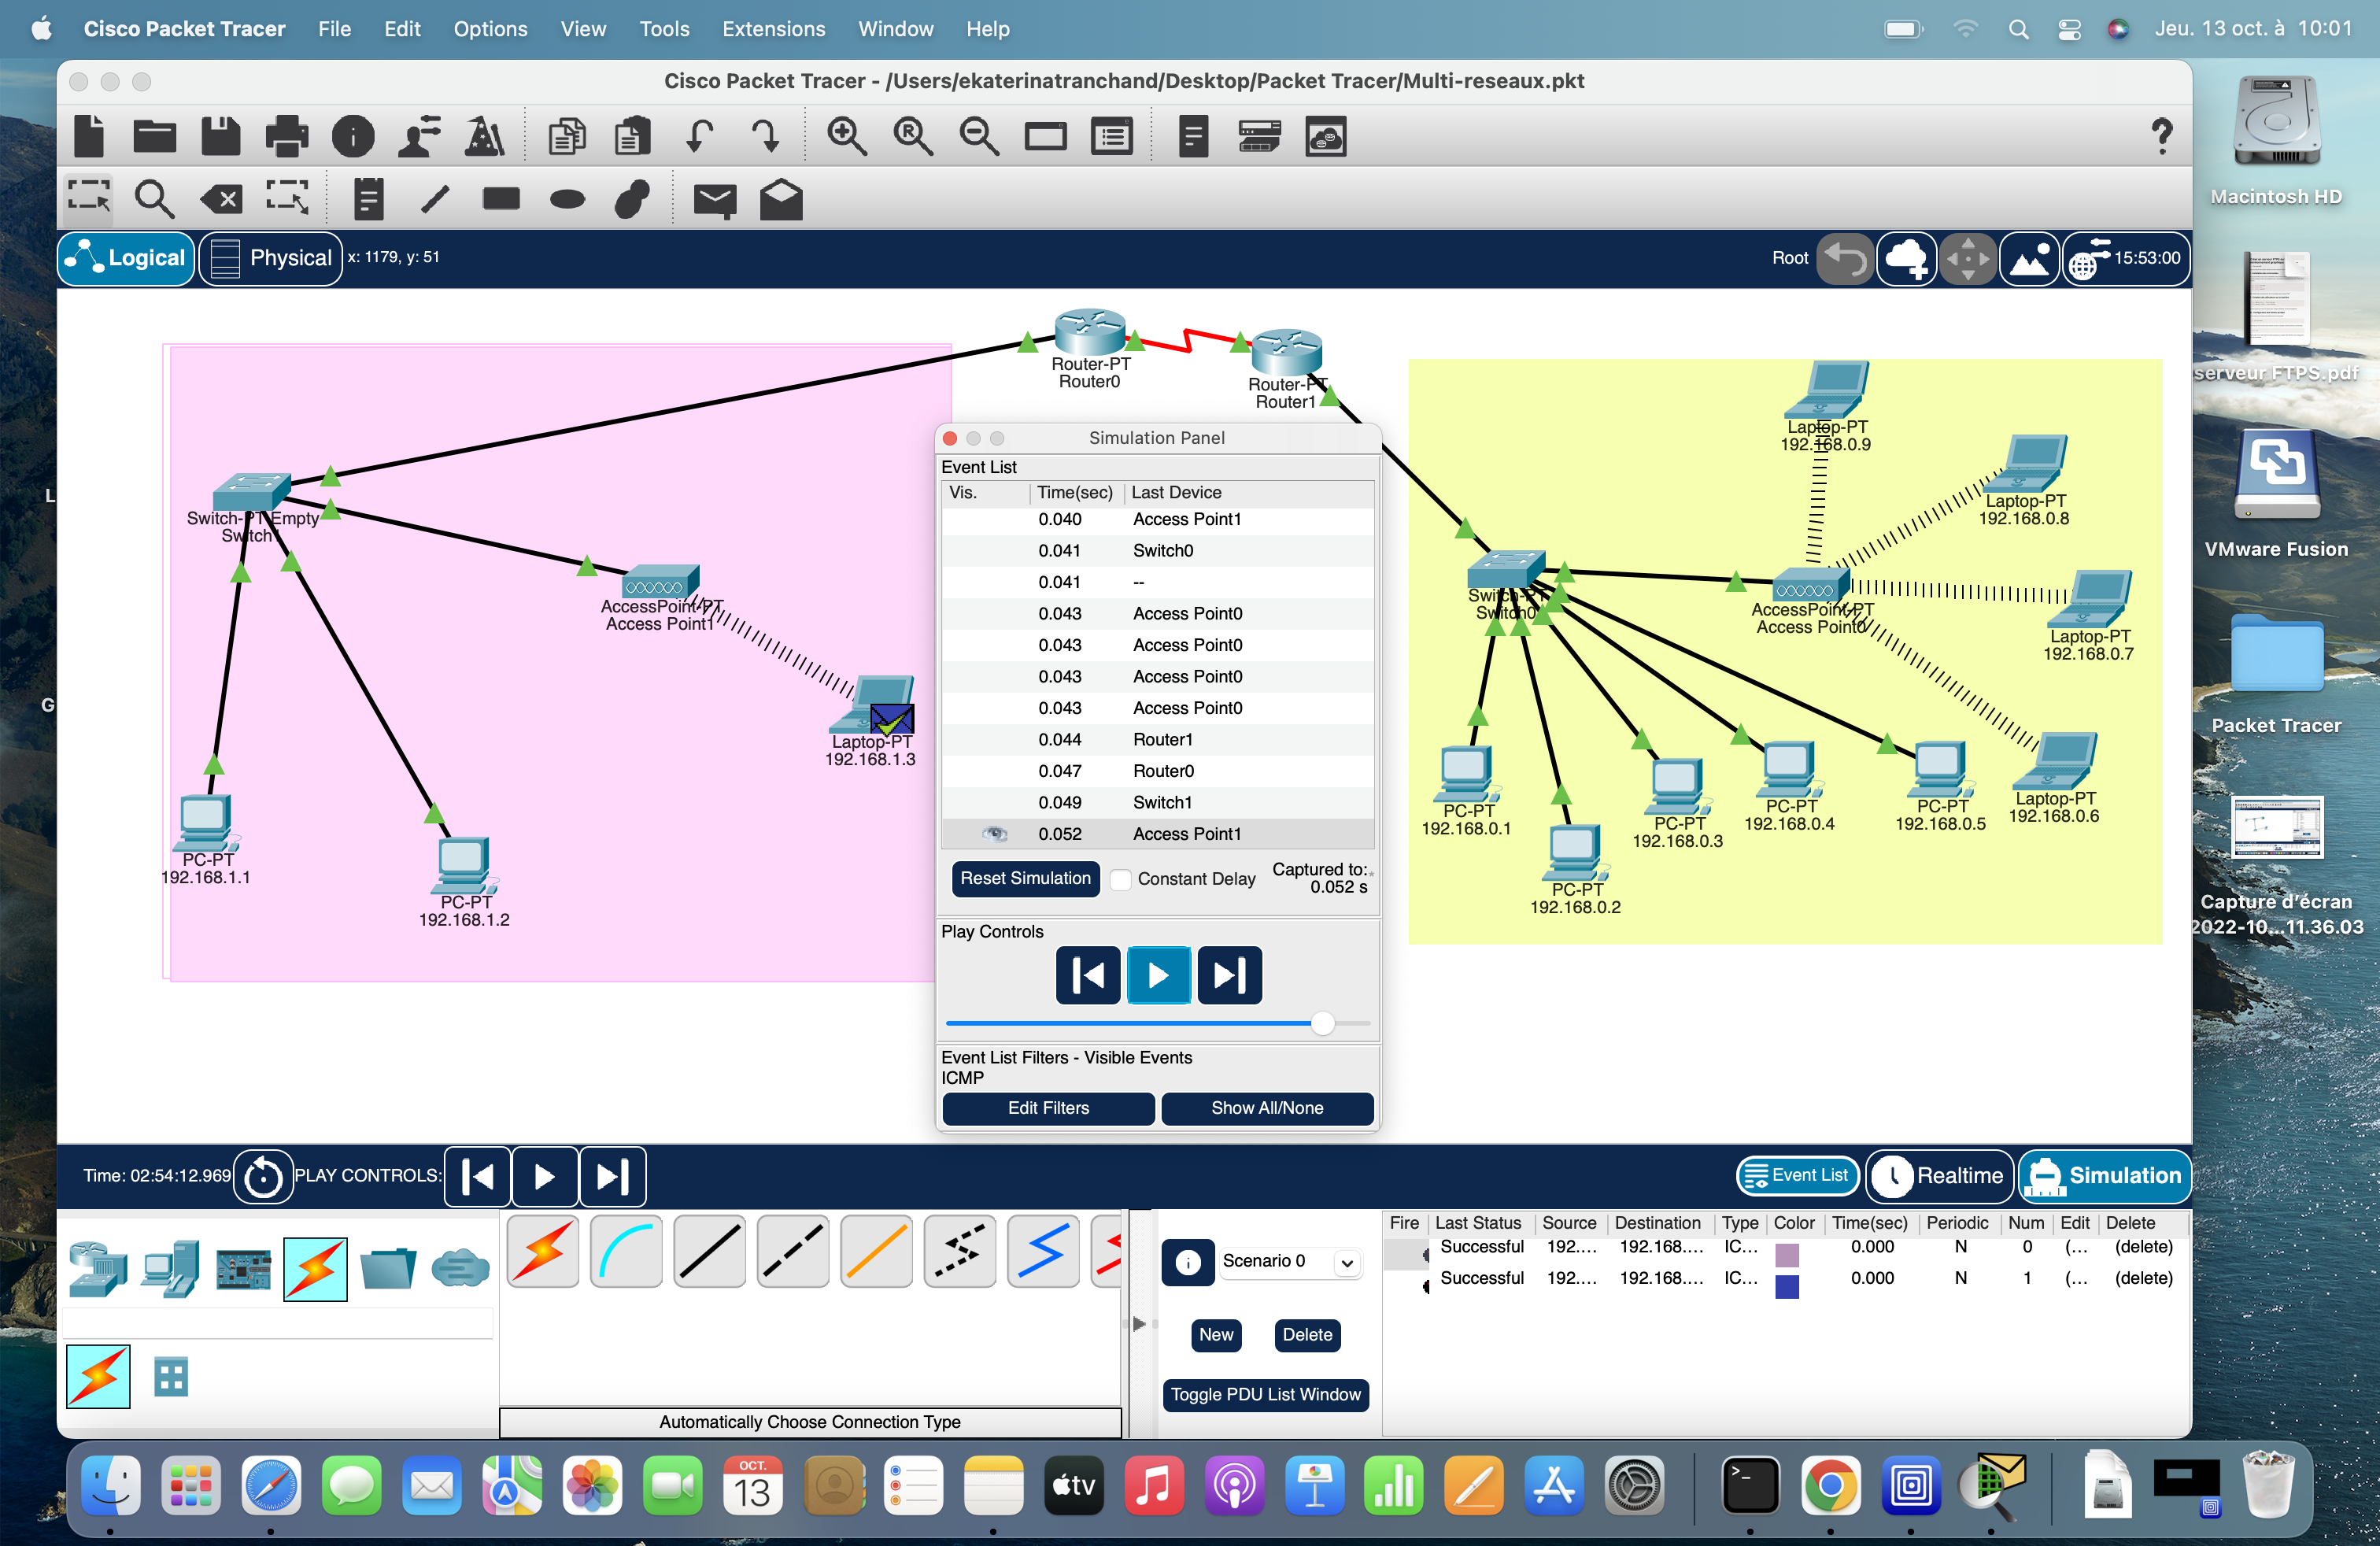 Cisco Packet Tracer File Edit Options View Tools Extensions Window Help Jeu. 13 oct. à 10:01
Cisco Packet Tracer - /Users/ekaterinatranchand/Desktop/Packet Tracer/Multi-reseaux.pkt
Macintosh HD
Logical Physical x: 1179, y: 51 Root 15:53:00
Router-PT
Router0
Router-PT
Router1
serveur FTPS.pdf
Laptop-PT
192.168.0.9
Simulation Panel
Event List
Vis. Time(sec) Last Device
0.040 Access Point1
0.041 Switch0
0.041 --
0.043 Access Point0
0.043 Access Point0
0.043 Access Point0
0.043 Access Point0
0.044 Router1
0.047 Router0
0.049 Switch1
0.052 Access Point1
Reset Simulation Constant Delay Captured to:*
0.052 s
Play Controls
Event List Filters - Visible Events
ICMP
Edit Filters Show All/None
Switch-PT-Empty
Switch1
AccessPoint-PT
Access Point1
Laptop-PT
192.168.1.3
PC-PT
192.168.1.1
PC-PT
192.168.1.2
Laptop-PT
192.168.0.8
VMware Fusion
Switch-PT
Switch0
AccessPoint-PT
Access Point0
Laptop-PT
192.168.0.7
Packet Tracer
PC-PT
192.168.0.1
PC-PT
192.168.0.2
PC-PT
192.168.0.3
PC-PT
192.168.0.4
PC-PT
192.168.0.5
Laptop-PT
192.168.0.6
Capture d'écran
2022-10...11.36.03
L
G
Time: 02:54:12.969 PLAY CONTROLS: Event List Realtime Simulation
Scenario 0
New Delete
Toggle PDU List Window
Fire Last Status Source Destination Type Color Time(sec) Periodic Num Edit Delete
Successful 192.... 192.168.... IC... 0.000 N 0 (... (delete)
Successful 192.... 192.168.... IC... 0.000 N 1 (... (delete)
Automatically Choose Connection Type
OCT.
13
tv